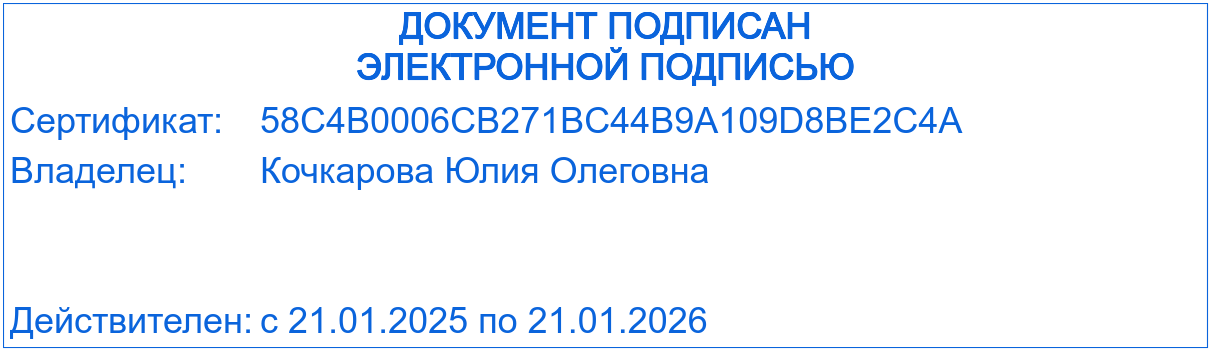 ДОКУМЕНТ ПОДПИСАН
ЭЛЕКТРОННОЙ ПОДПИСЬЮ
Сертификат: 58C4B0006CB271BC44B9A109D8BE2C4A
Владелец: Кочкарова Юлия Олеговна
Действителен: с 21.01.2025 по 21.01.2026